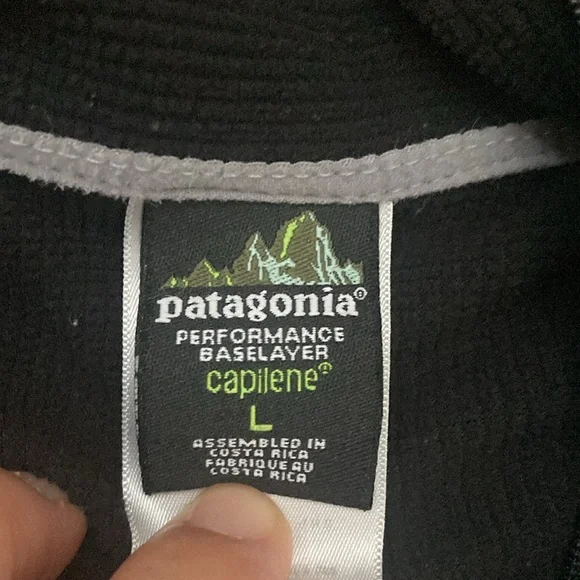 patagonia®
PERFORMANCE
BASELAYER
capilene®
L
ASSEMBLED IN
COSTA RICA
FABRIQUE AU
COSTA RICA